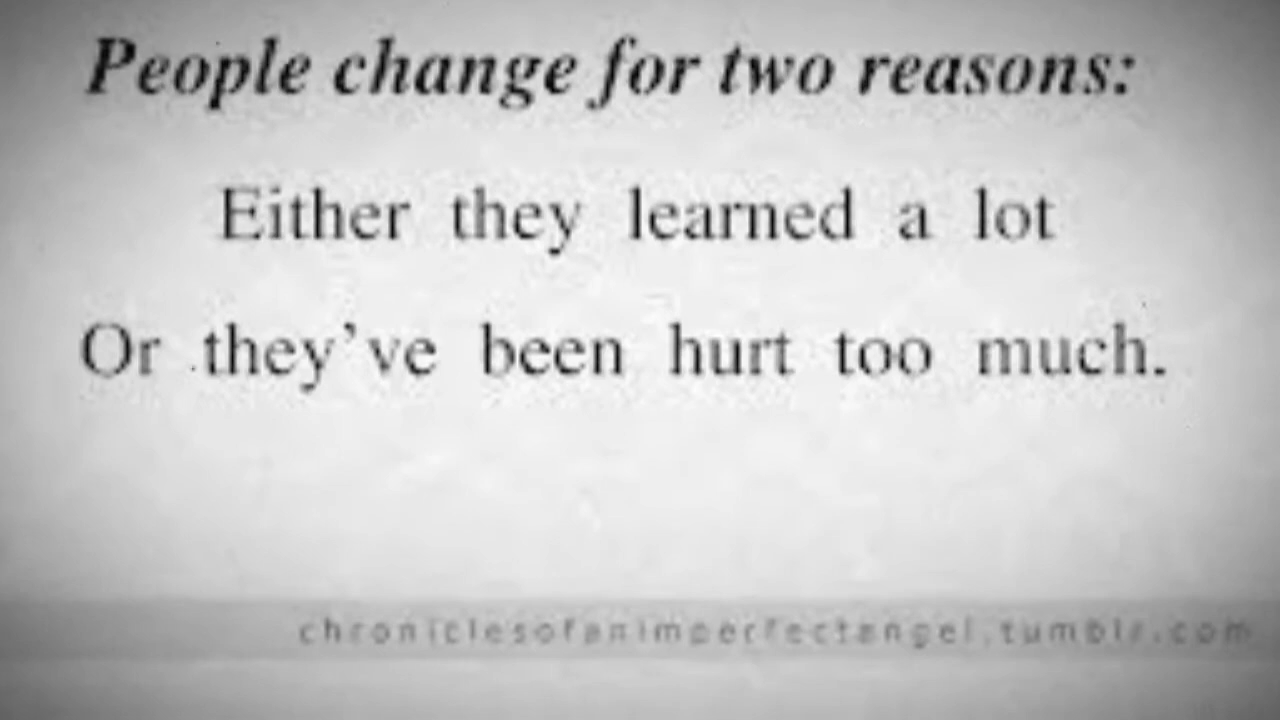 People change for two reasons:
Either they learned a lot
Or they've been hurt too much.
chroniclesofanimperfectangel.tumblr.com